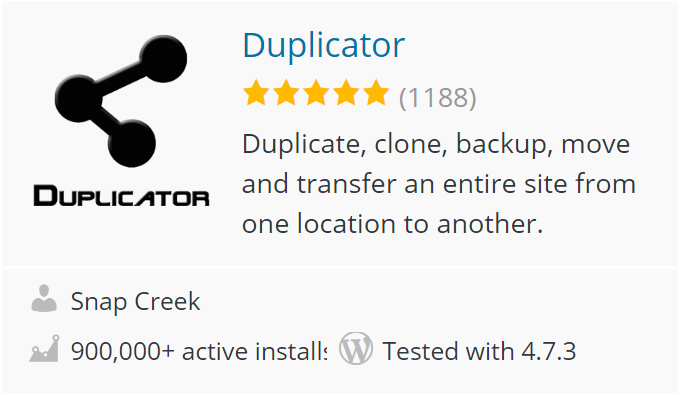 Duplicator
(1188)
Duplicate, clone, backup, move
and transfer an entire site from
one location to another.
DUPLICATOR
Snap Creek
900,000+ active installs
Tested with 4.7.3